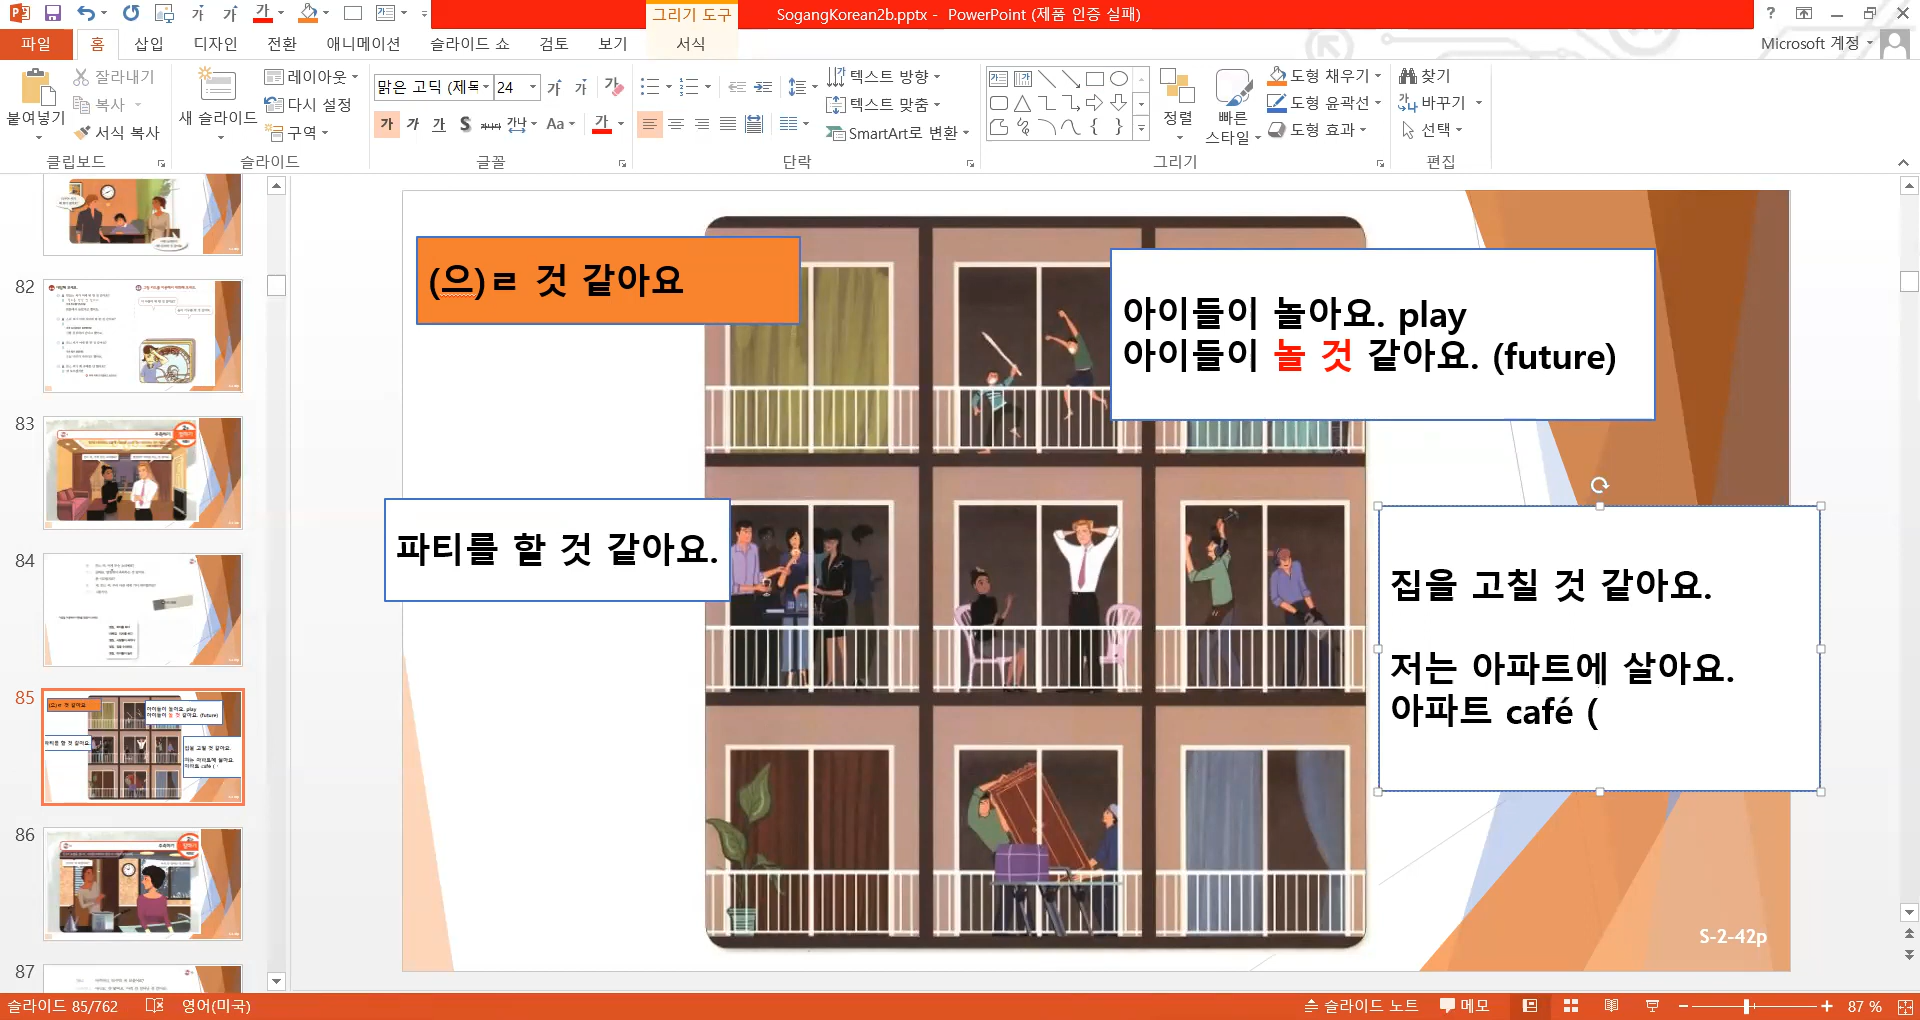 그리기 도구
SogangKorean2b.pptx - PowerPoint (제품 인증 실패)
파일
홈
삽입
디자인
전환
애니메이션
슬라이드 쇼
검토
보기
서식
Microsoft 계정
붙여넣기
잘라내기
복사
서식 복사
클립보드
새 슬라이드
레이아웃
다시 설정
구역
슬라이드
맑은 고딕 (제목
24
가 가 가 S 가나다 간난 Aa 가
글꼴
텍스트 방향
텍스트 맞춤
SmartArt로 변환
단락
정렬
빠른 스타일
도형 채우기
도형 윤곽선
도형 효과
그리기
찾기
바꾸기
선택
편집
82
83
84
85
86
87
(으)ㄹ 것 같아요
아이들이 놀아요. play
아이들이 놀 것 같아요. (future)
파티를 할 것 같아요.
집을 고칠 것 같아요.
저는 아파트에 살아요.
아파트 café (
S-2-42p
슬라이드 85/762
영어(미국)
슬라이드 노트
메모
87 %